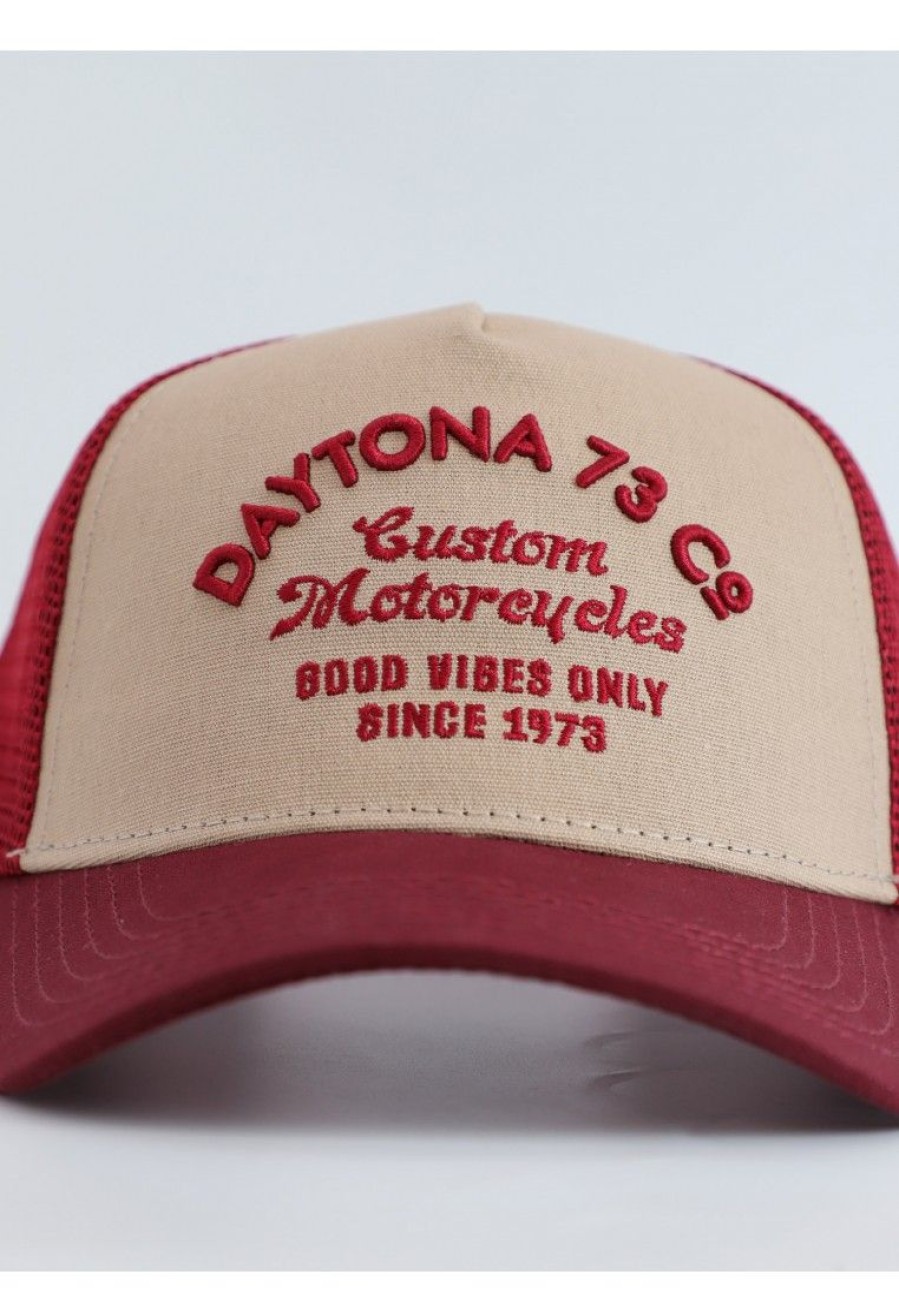 DAYTONA 73 Cº
Custom
Motorcycles
GOOD VIBES ONLY
SINCE 1973